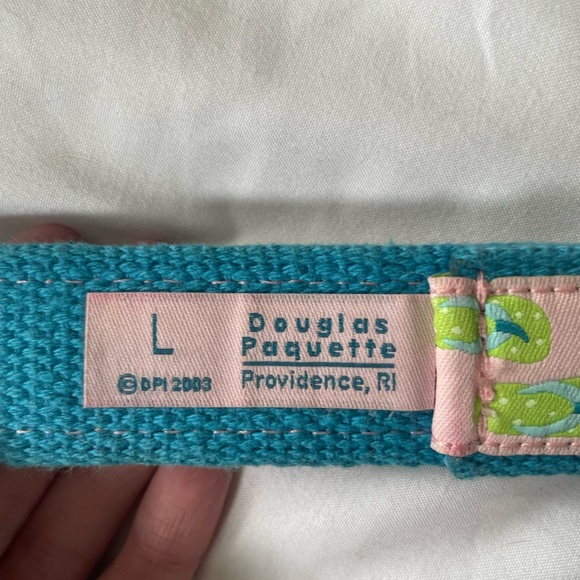 L
© DPI 2003
Douglas
Paquette
Providence, RI